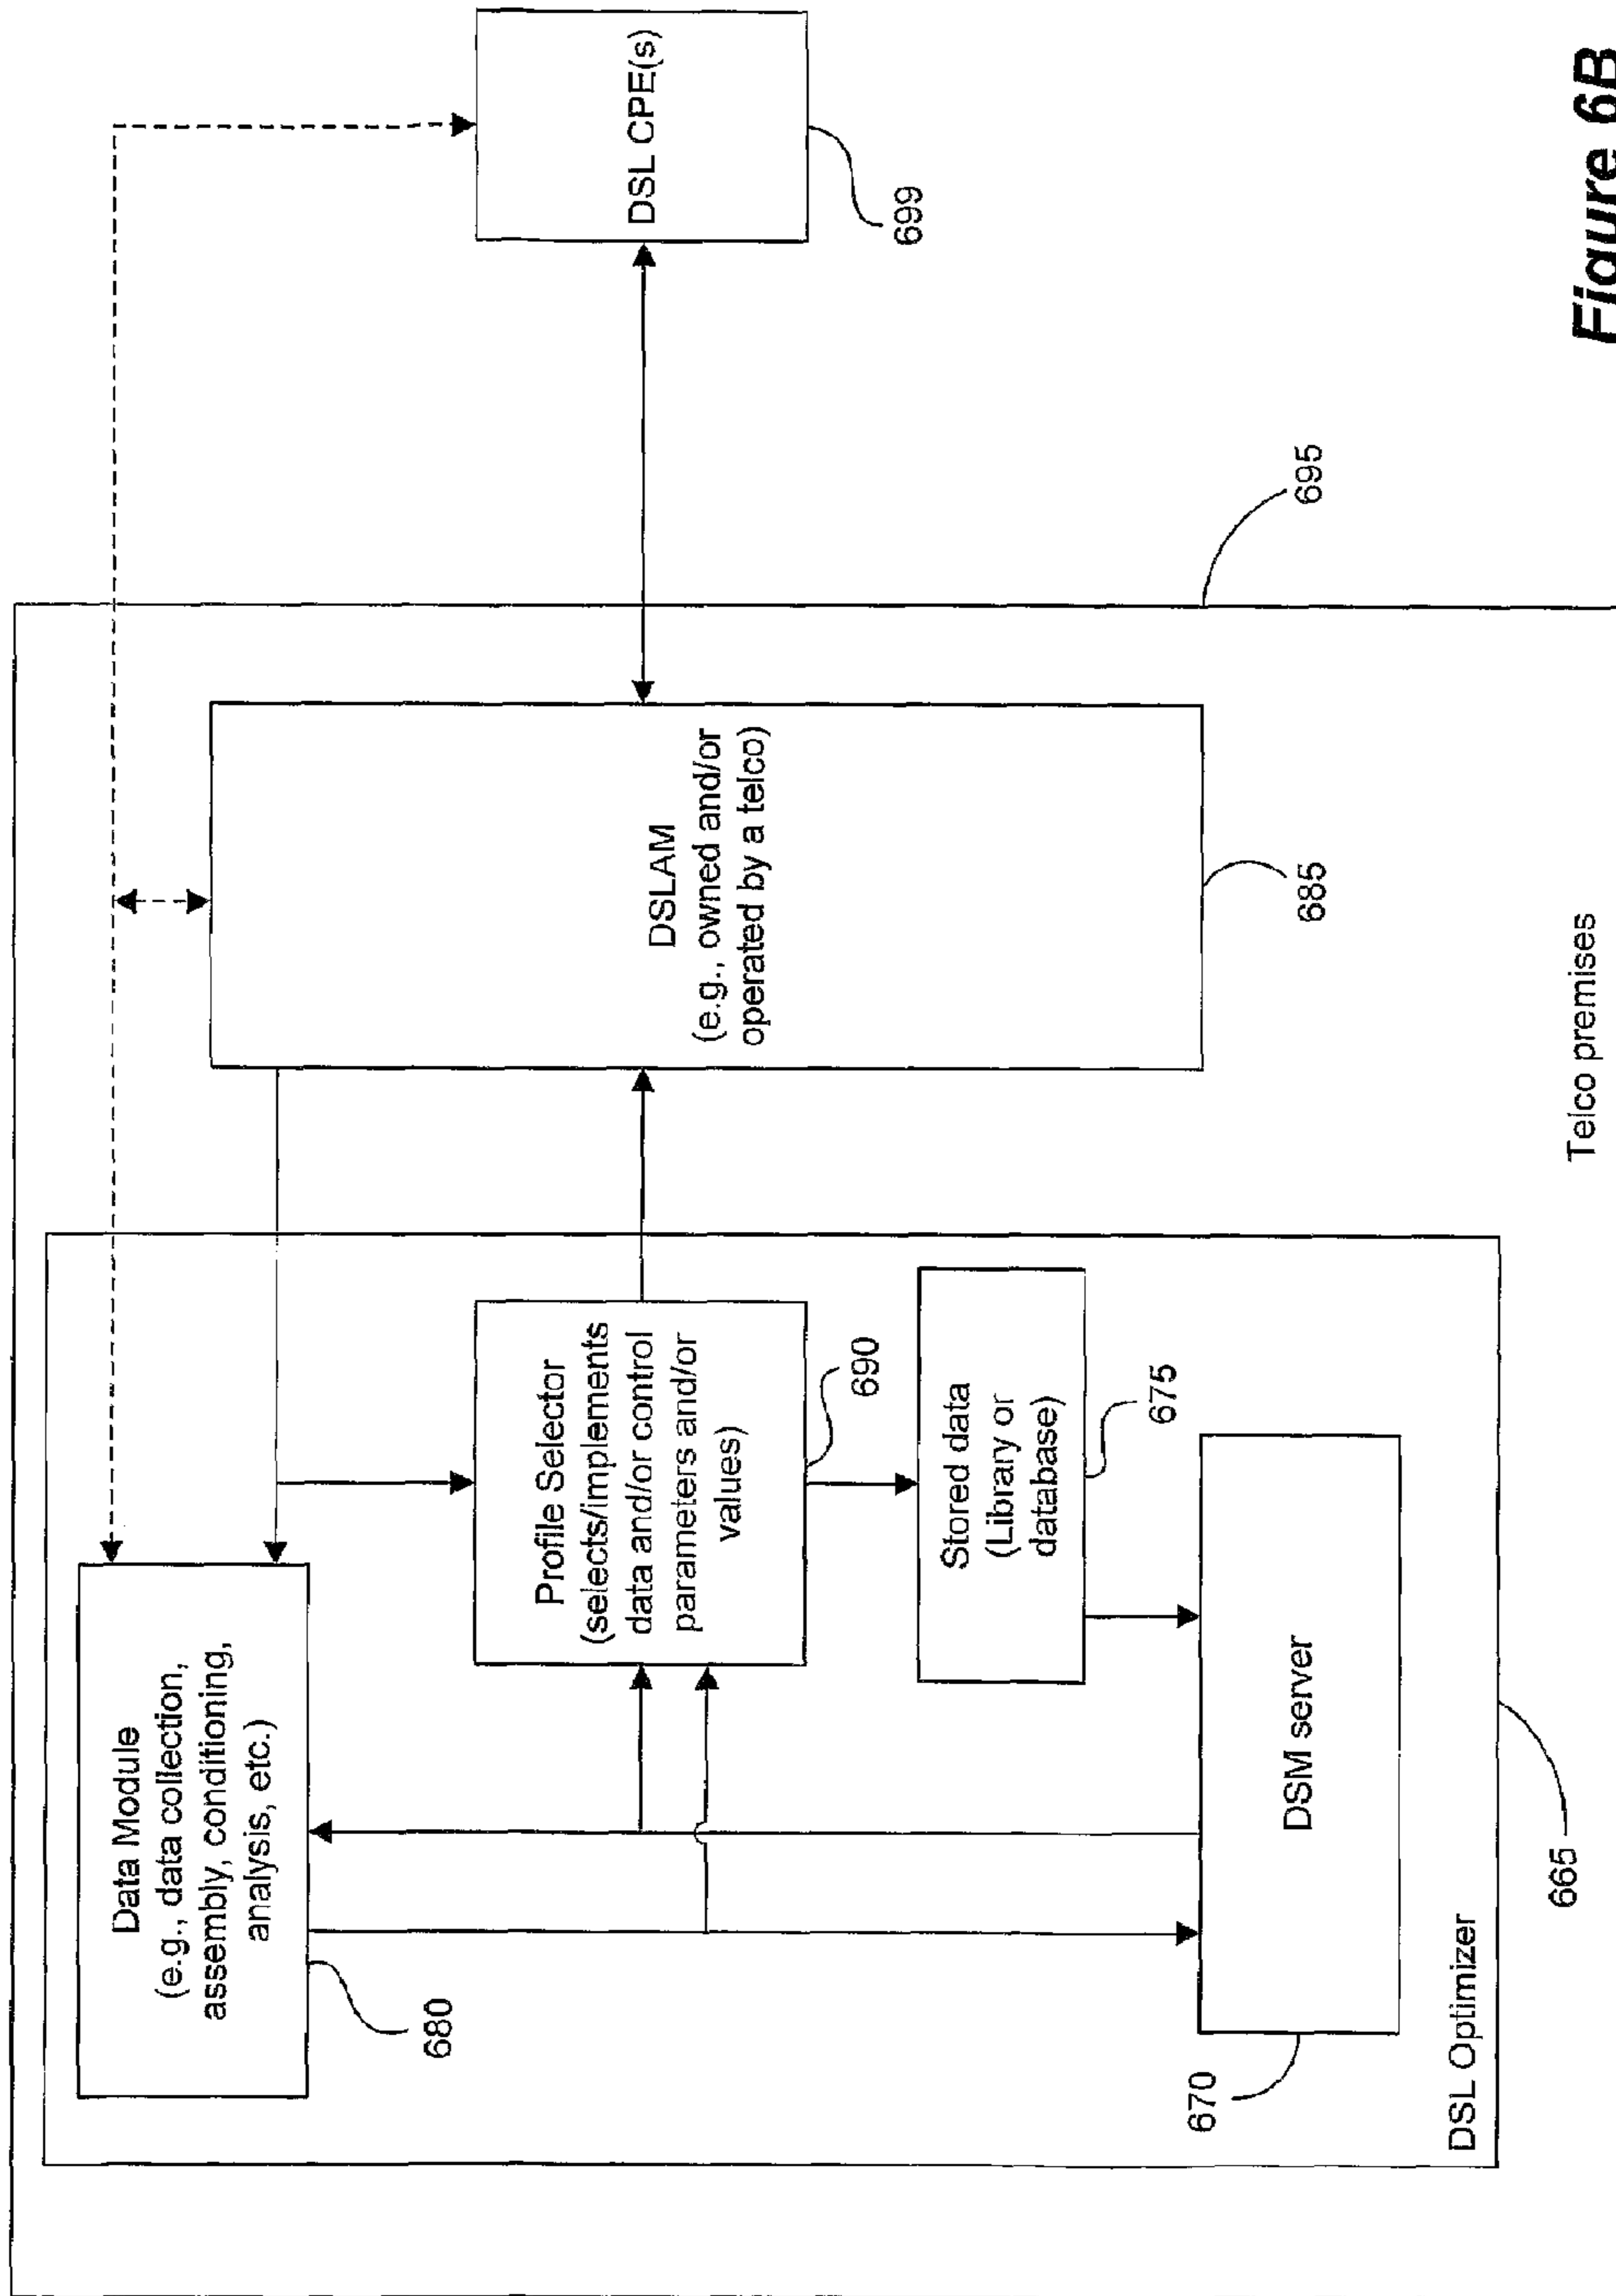 Data Module
(e.g., data collection,
assembly, conditioning,
analysis, etc.)
680
Profile Selector
(selects/implements
data and/or control
parameters and/or
values)
690
Stored data
(Library or
database)
675
DSM server
670
DSL Optimizer
665
DSLAM
(e.g., owned and/or
operated by a telco)
685
Telco premises
695
DSL CPE(s)
699
Figure 6B